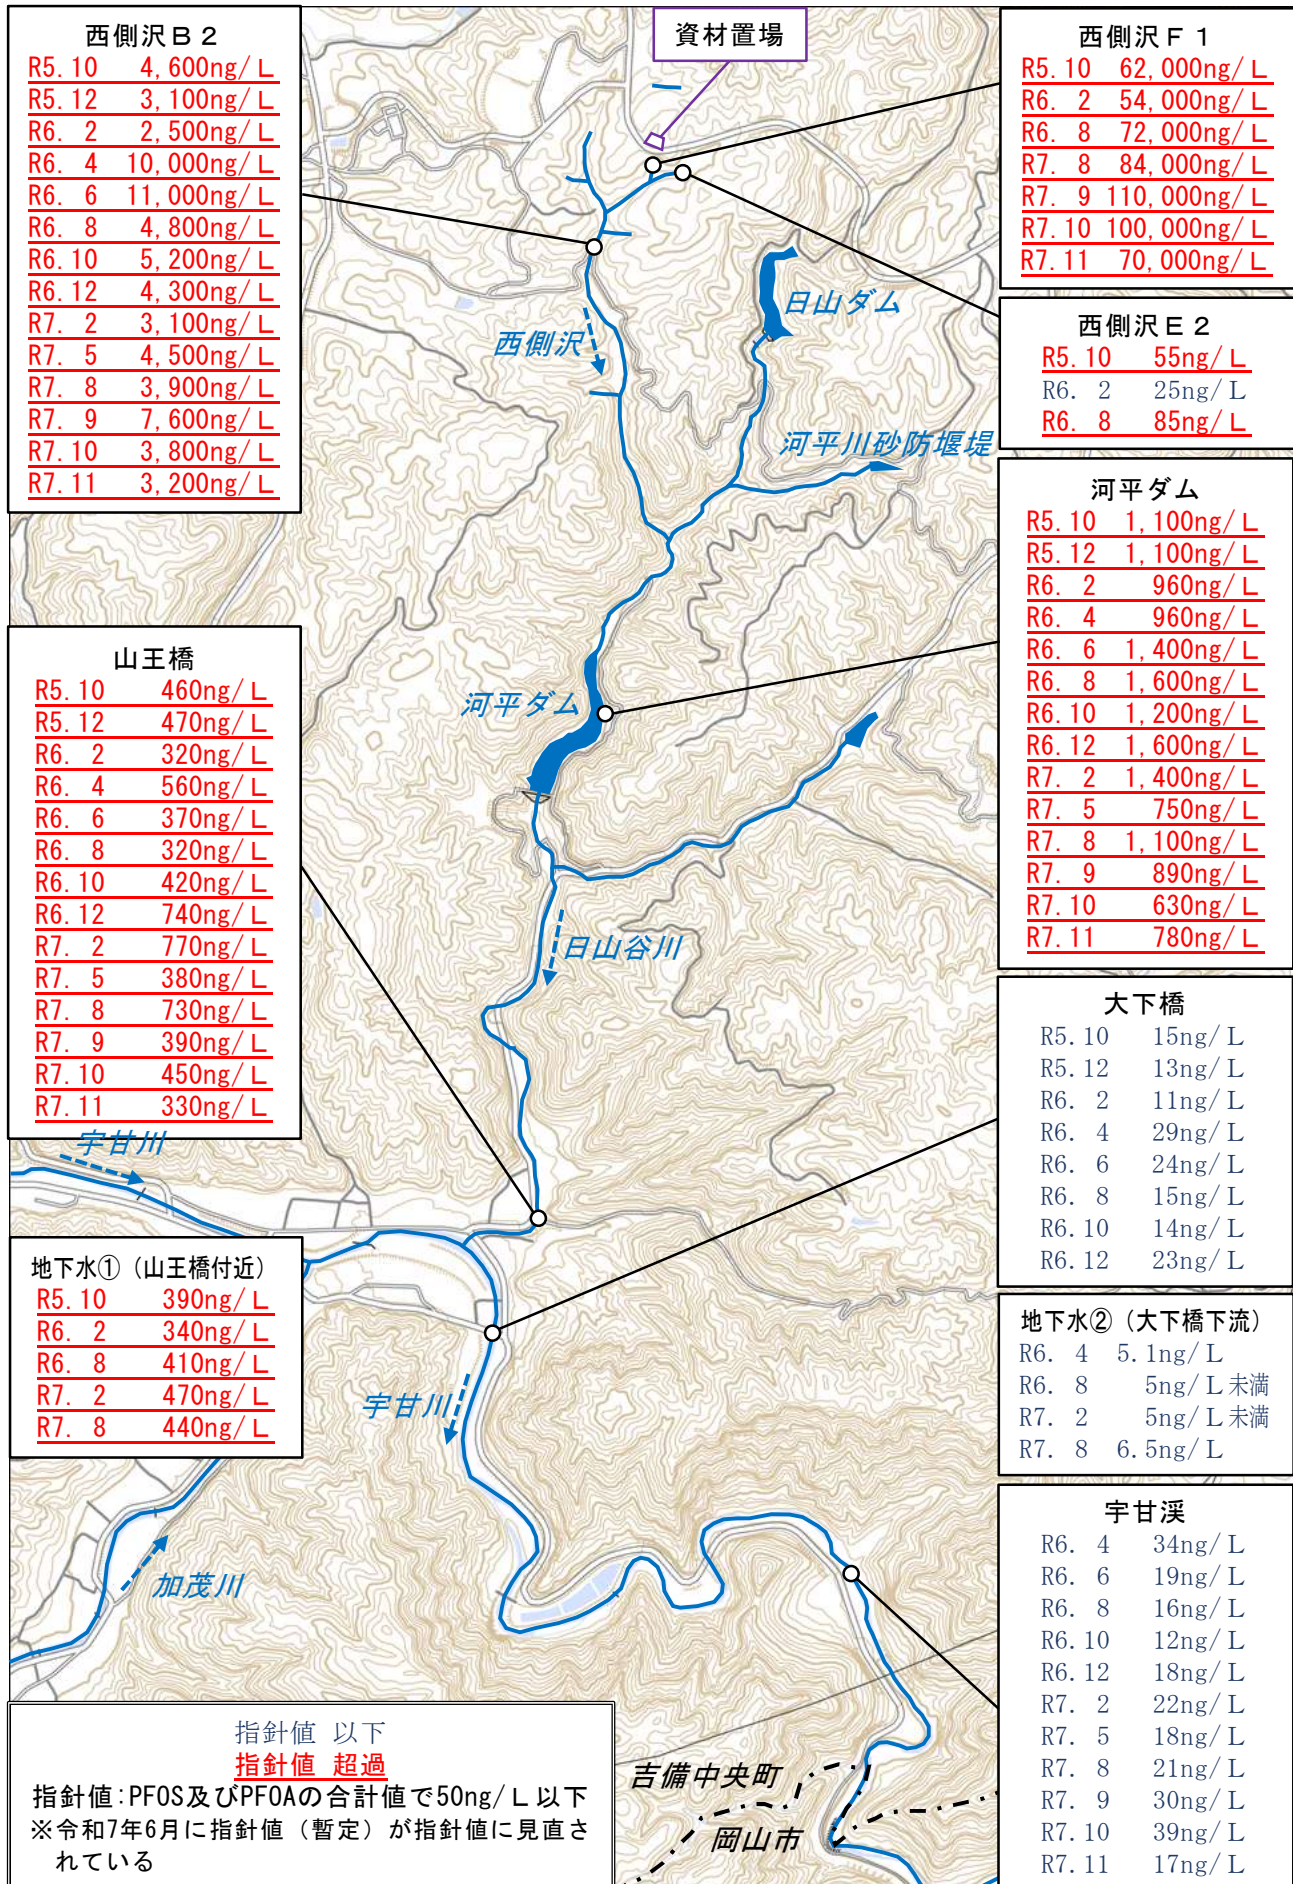 西側沢Ｂ２
R5.10 4,600ng/Ｌ
R5.12 3,100ng/Ｌ
R6. 2 2,500ng/Ｌ
R6. 4 10,000ng/Ｌ
R6. 6 11,000ng/Ｌ
R6. 8 4,800ng/Ｌ
R6.10 5,200ng/Ｌ
R6.12 4,300ng/Ｌ
R7. 2 3,100ng/Ｌ
R7. 5 4,500ng/Ｌ
R7. 8 3,900ng/Ｌ
R7. 9 7,600ng/Ｌ
R7.10 3,800ng/Ｌ
R7.11 3,200ng/Ｌ
資材置場
西側沢Ｆ１
R5.10 62,000ng/Ｌ
R6. 2 54,000ng/Ｌ
R6. 8 72,000ng/Ｌ
R7. 8 84,000ng/Ｌ
R7. 9 110,000ng/Ｌ
R7.10 100,000ng/Ｌ
R7.11 70,000ng/Ｌ
西側沢Ｅ２
R5.10 55ng/Ｌ
R6. 2 25ng/Ｌ
R6. 8 85ng/Ｌ
日山ダム
西側沢
河平川砂防堰堤
河平ダム
R5.10 1,100ng/Ｌ
R5.12 1,100ng/Ｌ
R6. 2 960ng/Ｌ
R6. 4 960ng/Ｌ
R6. 6 1,400ng/Ｌ
R6. 8 1,600ng/Ｌ
R6.10 1,200ng/Ｌ
R6.12 1,600ng/Ｌ
R7. 2 1,400ng/Ｌ
R7. 5 750ng/Ｌ
R7. 8 1,100ng/Ｌ
R7. 9 890ng/Ｌ
R7.10 630ng/Ｌ
R7.11 780ng/Ｌ
山王橋
R5.10 460ng/Ｌ
R5.12 470ng/Ｌ
R6. 2 320ng/Ｌ
R6. 4 560ng/Ｌ
R6. 6 370ng/Ｌ
R6. 8 320ng/Ｌ
R6.10 420ng/Ｌ
R6.12 740ng/Ｌ
R7. 2 770ng/Ｌ
R7. 5 380ng/Ｌ
R7. 8 730ng/Ｌ
R7. 9 390ng/Ｌ
R7.10 450ng/Ｌ
R7.11 330ng/Ｌ
河平ダム
日山谷川
大下橋
R5.10 15ng/Ｌ
R5.12 13ng/Ｌ
R6. 2 11ng/Ｌ
R6. 4 29ng/Ｌ
R6. 6 24ng/Ｌ
R6. 8 15ng/Ｌ
R6.10 14ng/Ｌ
R6.12 23ng/Ｌ
宇甘川
地下水①（山王橋付近）
R5.10 390ng/Ｌ
R6. 2 340ng/Ｌ
R6. 8 410ng/Ｌ
R7. 2 470ng/Ｌ
R7. 8 440ng/Ｌ
地下水②（大下橋下流）
R6. 4 5.1ng/Ｌ
R6. 8 5ng/Ｌ未満
R7. 2 5ng/Ｌ未満
R7. 8 6.5ng/Ｌ
宇甘川
加茂川
宇甘渓
R6. 4 34ng/Ｌ
R6. 6 19ng/Ｌ
R6. 8 16ng/Ｌ
R6.10 12ng/Ｌ
R6.12 18ng/Ｌ
R7. 2 22ng/Ｌ
R7. 5 18ng/Ｌ
R7. 8 21ng/Ｌ
R7. 9 30ng/Ｌ
R7.10 39ng/Ｌ
R7.11 17ng/Ｌ
指針値 以下
指針値 超過
指針値:PFOS及びPFOAの合計値で50ng/Ｌ以下
※令和7年6月に指針値（暫定）が指針値に見直さ
れている
吉備中央町
岡山市